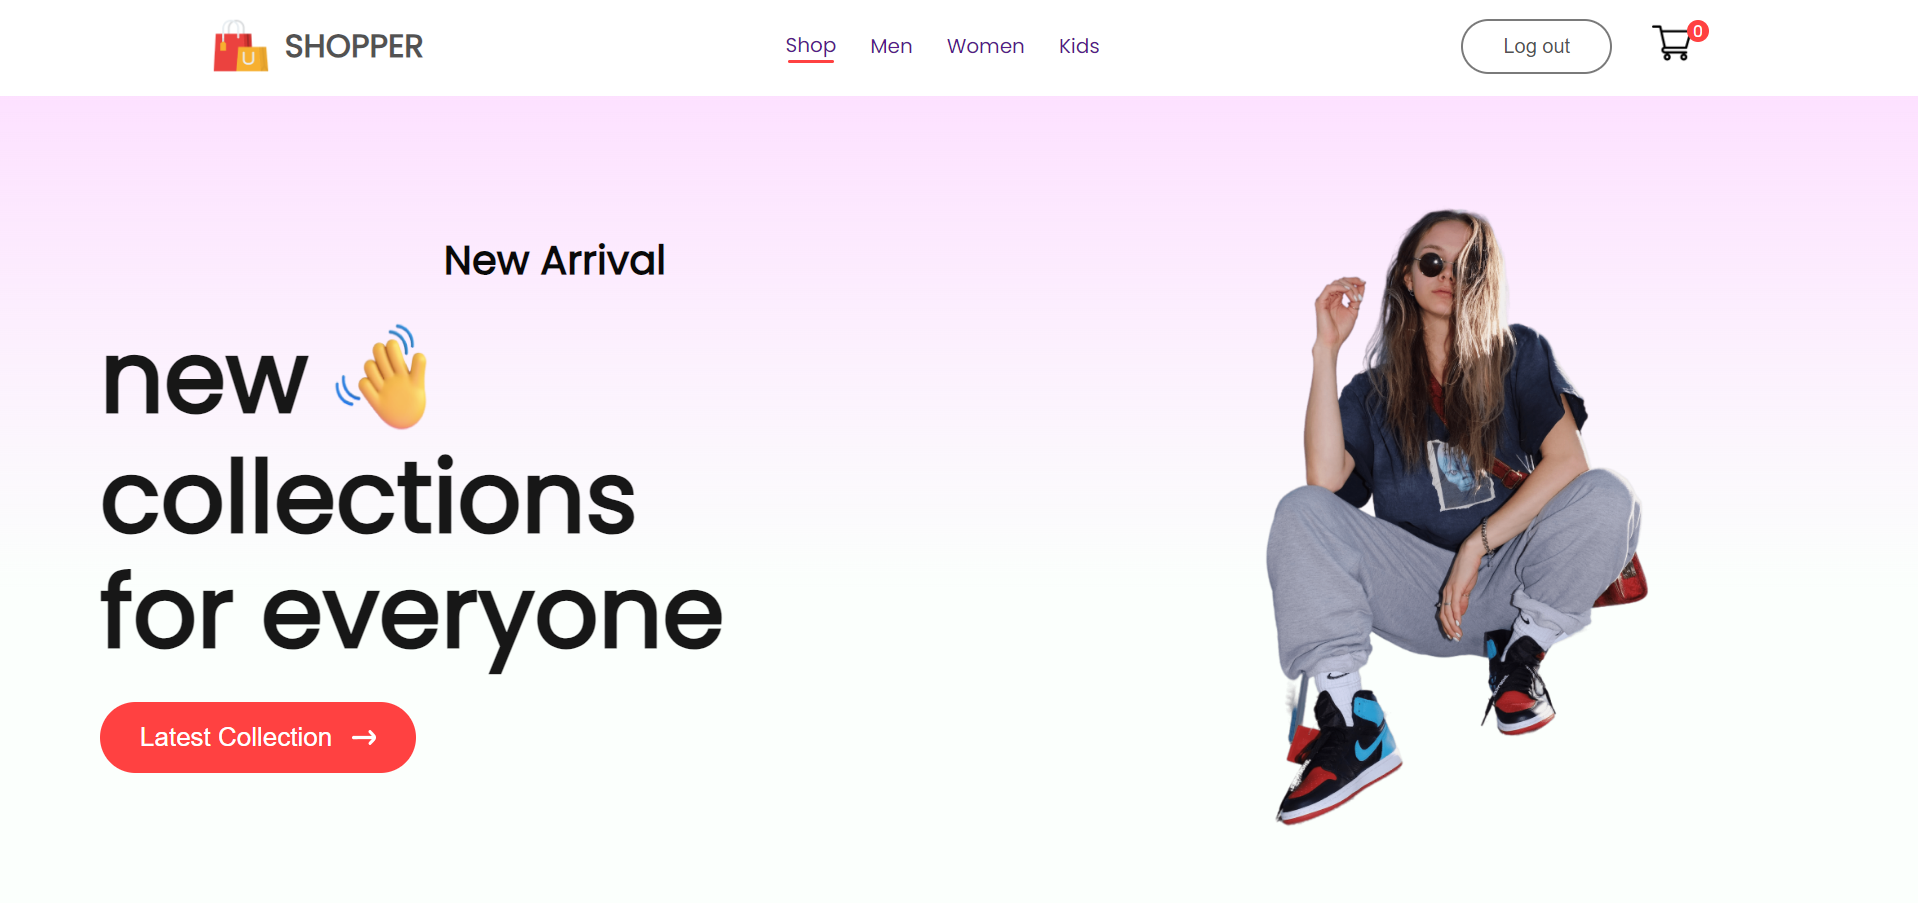 U
SHOPPER
Shop
Men
Women
Kids
Log out
0
New Arrival
new
collections
for everyone
Latest Collection